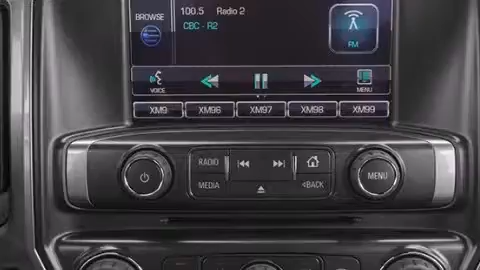 100.5 Radio 2
BROWSE
CBC - R2
FM
VOICE
MENU
XM9 XM96 XM97 XM98 XM99
RADIO
MEDIA
<BACK
MENU